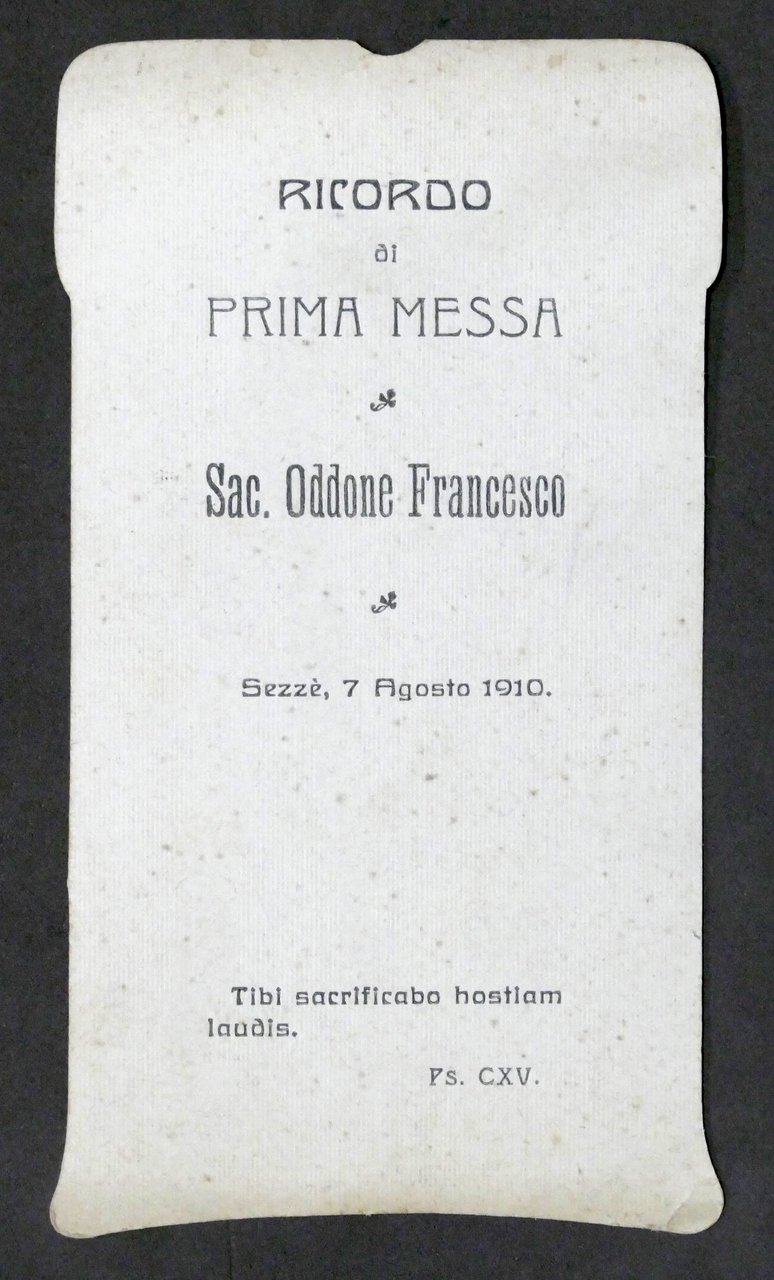 RICORDO
di
PRIMA MESSA
Sac. Oddone Francesco
Sezzè, 7 Agosto 1910.
Tibi sacrificabo hostiam
laudis.
Ps. CXV.